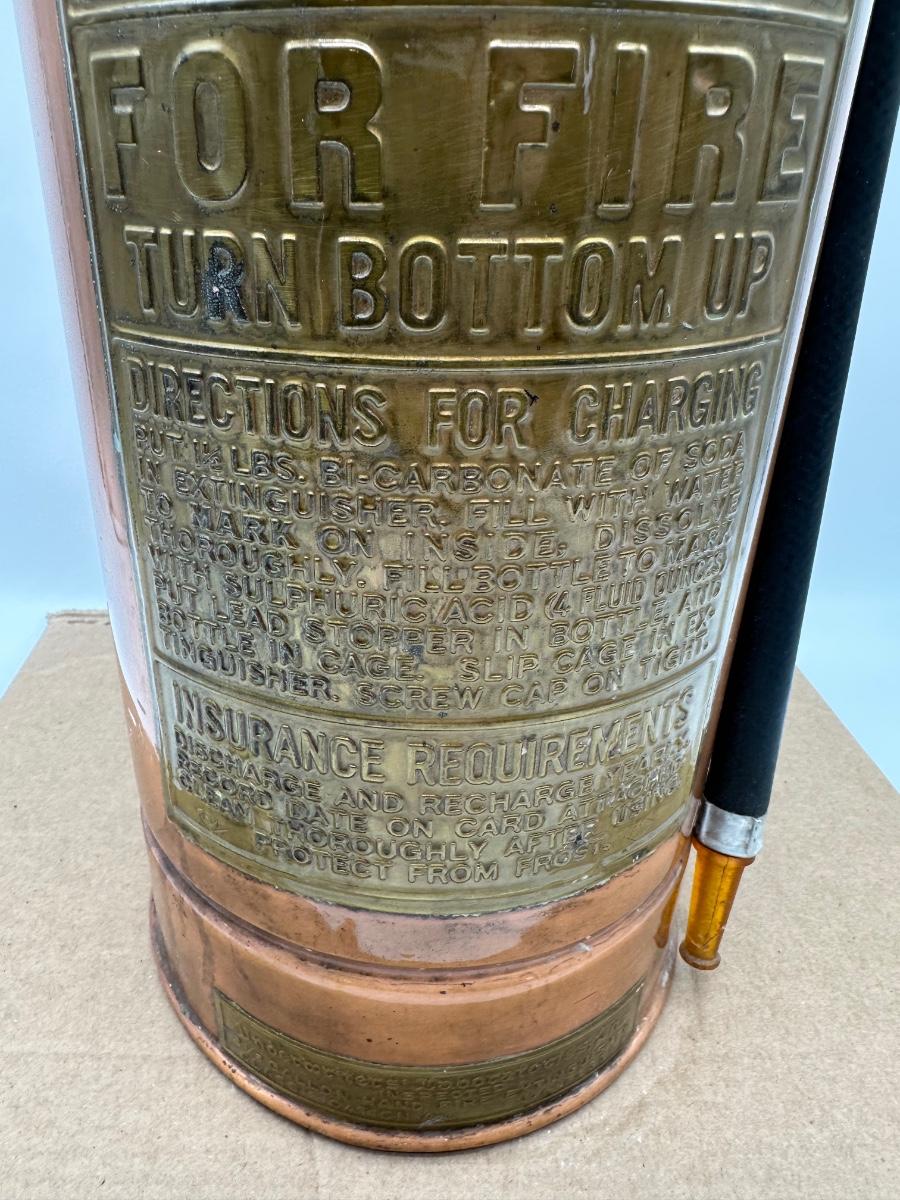 FOR FIRE
TURN BOTTOM UP
DIRECTIONS FOR CHARGING
PUT 1½ LBS. BI-CARBONATE OF SODA
IN EXTINGUISHER. FILL WITH WATER
TO MARK ON INSIDE, DISSOLVE
THOROUGHLY. FILL BOTTLE TO MARK
WITH SULPHURIC ACID (4 FLUID OUNCES)
PUT LEAD STOPPER IN BOTTLE, AND
BOTTLE IN CAGE. SLIP CAGE IN EX-
TINGUISHER. SCREW CAP ON TIGHT.
INSURANCE REQUIREMENTS
DISCHARGE AND RECHARGE YEARLY.
RECORD DATE ON CARD ATTACHED
CLEAN THOROUGHLY AFTER USING
PROTECT FROM FROST.
INSPECTED